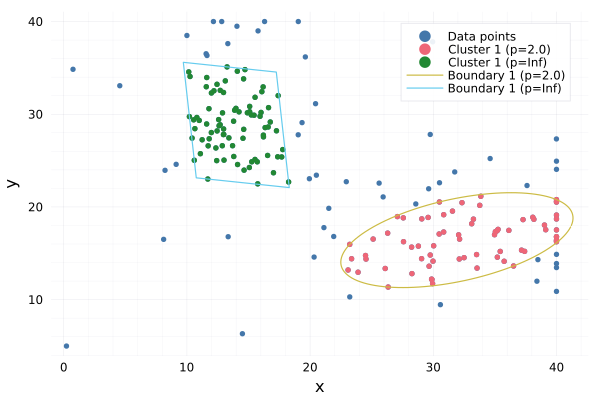 40
30
20
10
y
0
10
20
30
40
x
Data points
Cluster 1 (p=2.0)
Cluster 1 (p=Inf)
Boundary 1 (p=2.0)
Boundary 1 (p=Inf)